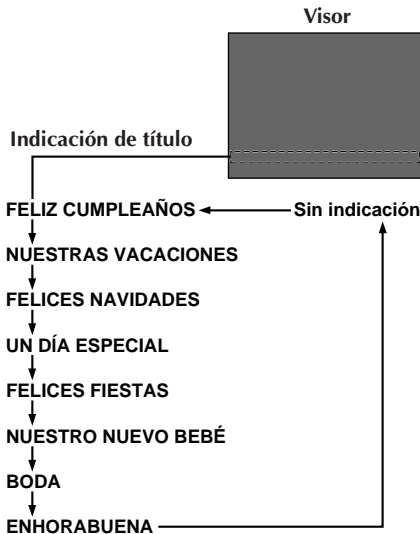 Visor
Indicación de título
FELIZ CUMPLEAÑOS
Sin indicación
NUESTRAS VACACIONES
FELICES NAVIDADES
UN DÍA ESPECIAL
FELICES FIESTAS
NUESTRO NUEVO BEBÉ
BODA
ENHORABUENA